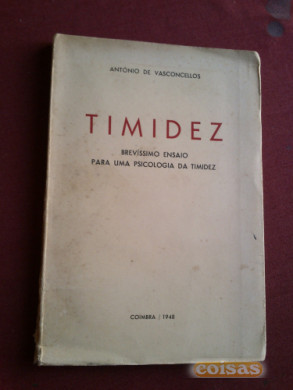 ANTÓNIO DE VASCONCELLOS
TIMIDEZ
BREVÍSSIMO ENSAIO
PARA UMA PSICOLOGIA DA TIMIDEZ
COIMBRA / 1948
coisas